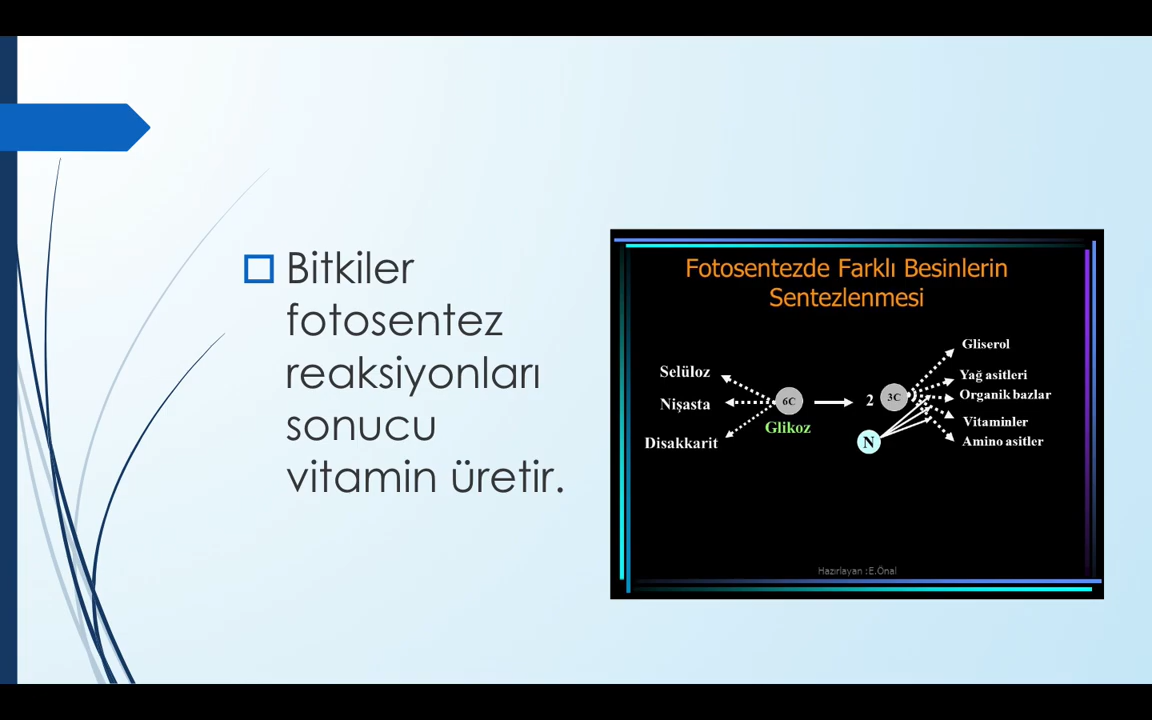 Bitkiler
fotosentez
reaksiyonları
sonucu
vitamin üretir.
Fotosentezde Farklı Besinlerin
Sentezlenmesi
Selüloz
Nişasta
Disakkarit
6C
Glikoz
2
3C
N
Gliserol
Yağ asitleri
Organik bazlar
Vitaminler
Amino asitler
Hazırlayan :E.Önal